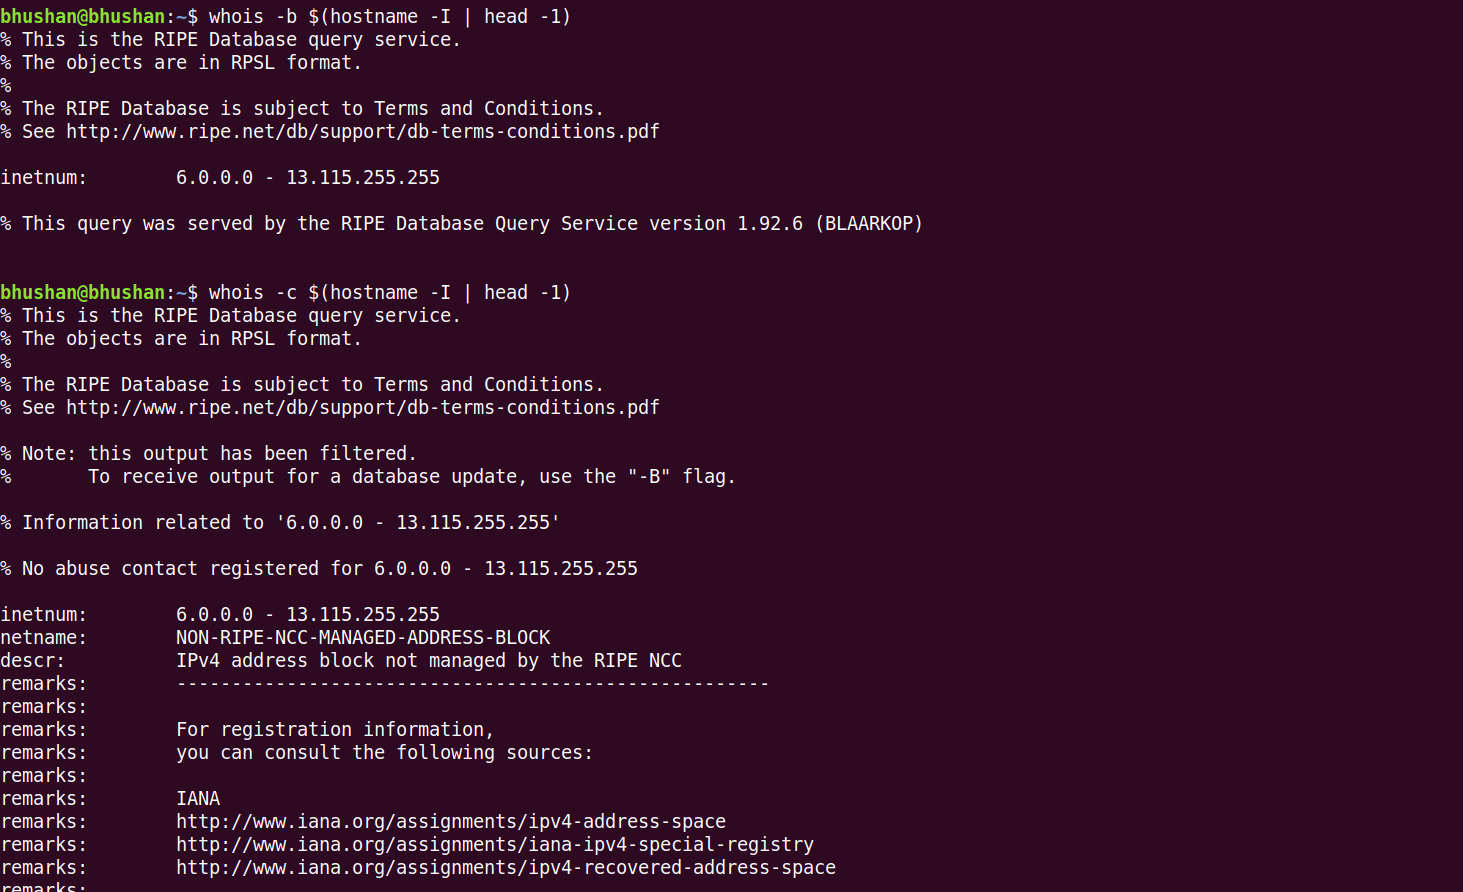 bhushan@bhushan:~$ whois -b $(hostname -I | head -1)
% This is the RIPE Database query service.
% The objects are in RPSL format.
%
% The RIPE Database is subject to Terms and Conditions.
% See http://www.ripe.net/db/support/db-terms-conditions.pdf

inetnum:        6.0.0.0 - 13.115.255.255

% This query was served by the RIPE Database Query Service version 1.92.6 (BLAARKOP)


bhushan@bhushan:~$ whois -c $(hostname -I | head -1)
% This is the RIPE Database query service.
% The objects are in RPSL format.
%
% The RIPE Database is subject to Terms and Conditions.
% See http://www.ripe.net/db/support/db-terms-conditions.pdf

% Note: this output has been filtered.
%       To receive output for a database update, use the "-B" flag.

% Information related to '6.0.0.0 - 13.115.255.255'

% No abuse contact registered for 6.0.0.0 - 13.115.255.255

inetnum:        6.0.0.0 - 13.115.255.255
netname:        NON-RIPE-NCC-MANAGED-ADDRESS-BLOCK
descr:          IPv4 address block not managed by the RIPE NCC
remarks:        ------------------------------------------------------
remarks:
remarks:        For registration information,
remarks:        you can consult the following sources:
remarks:
remarks:        IANA
remarks:        http://www.iana.org/assignments/ipv4-address-space
remarks:        http://www.iana.org/assignments/iana-ipv4-special-registry
remarks:        http://www.iana.org/assignments/ipv4-recovered-address-space
remarks: